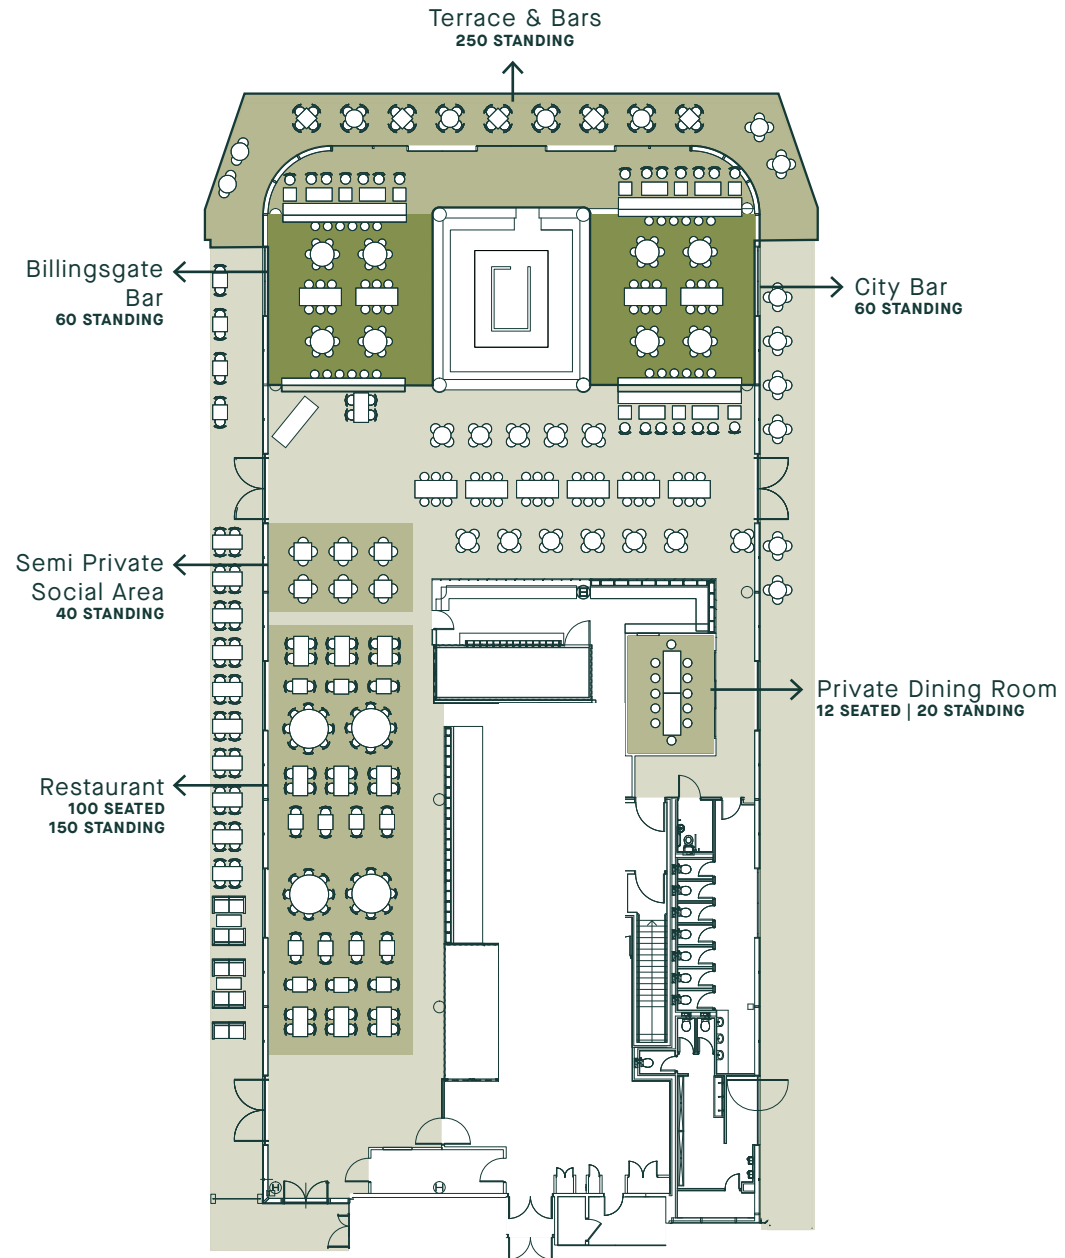 Terrace & Bars
250 STANDING
Billingsgate
Bar
60 STANDING
City Bar
60 STANDING
Semi Private
Social Area
40 STANDING
Private Dining Room
12 SEATED | 20 STANDING
Restaurant
100 SEATED
150 STANDING